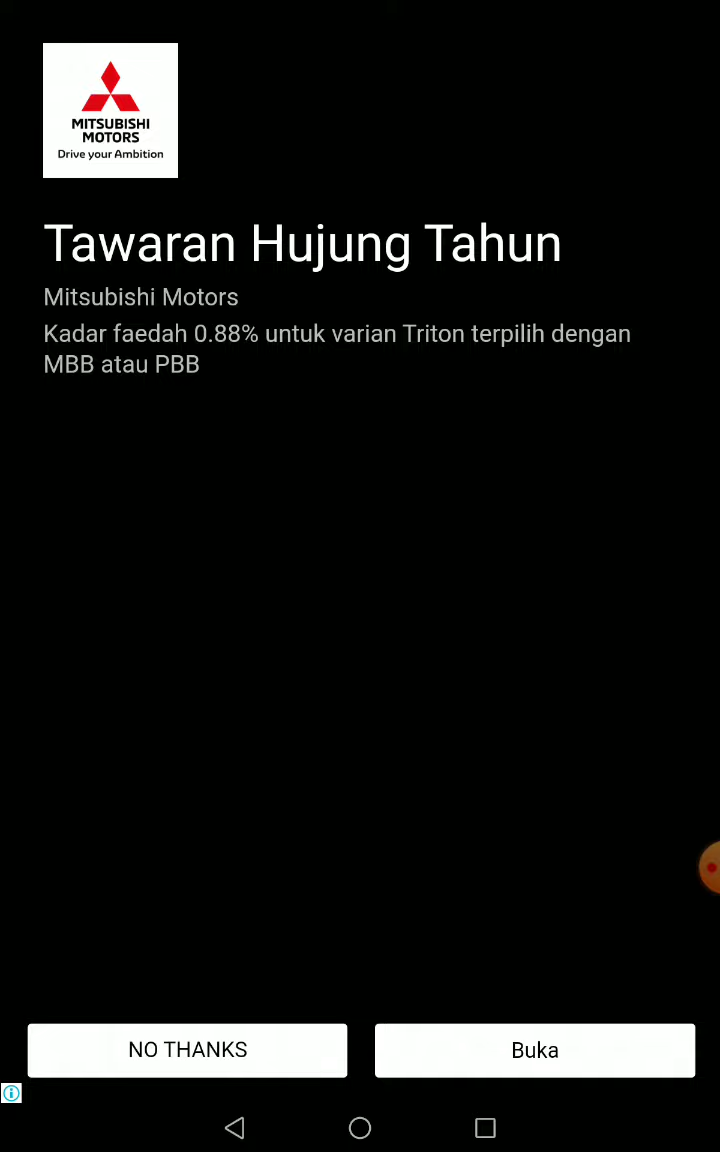 MITSUBISHI
MOTORS
Drive your Ambition
Tawaran Hujung Tahun
Mitsubishi Motors
Kadar faedah 0.88% untuk varian Triton terpilih dengan
MBB atau PBB
NO THANKS
Buka